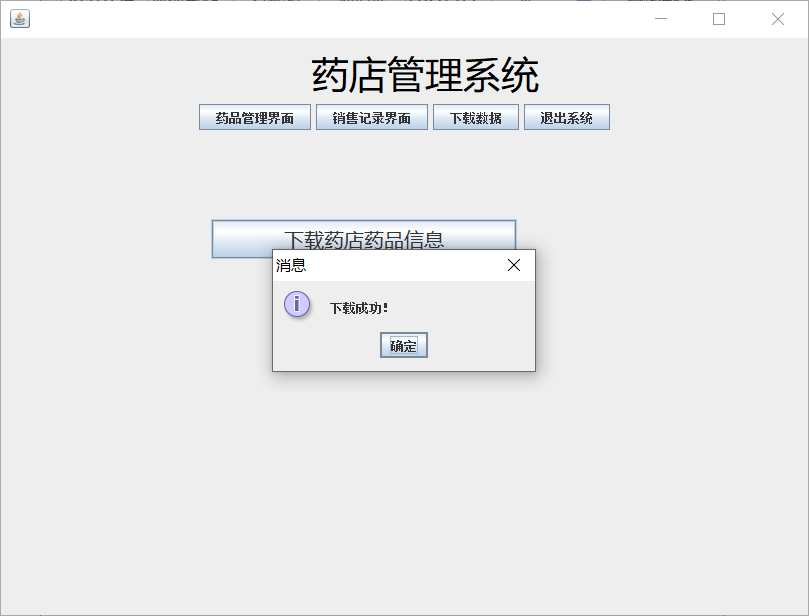 药店管理系统
药品管理界面 销售记录界面 下载数据 退出系统
下载药店药品信息
消息
i 下载成功!
确定